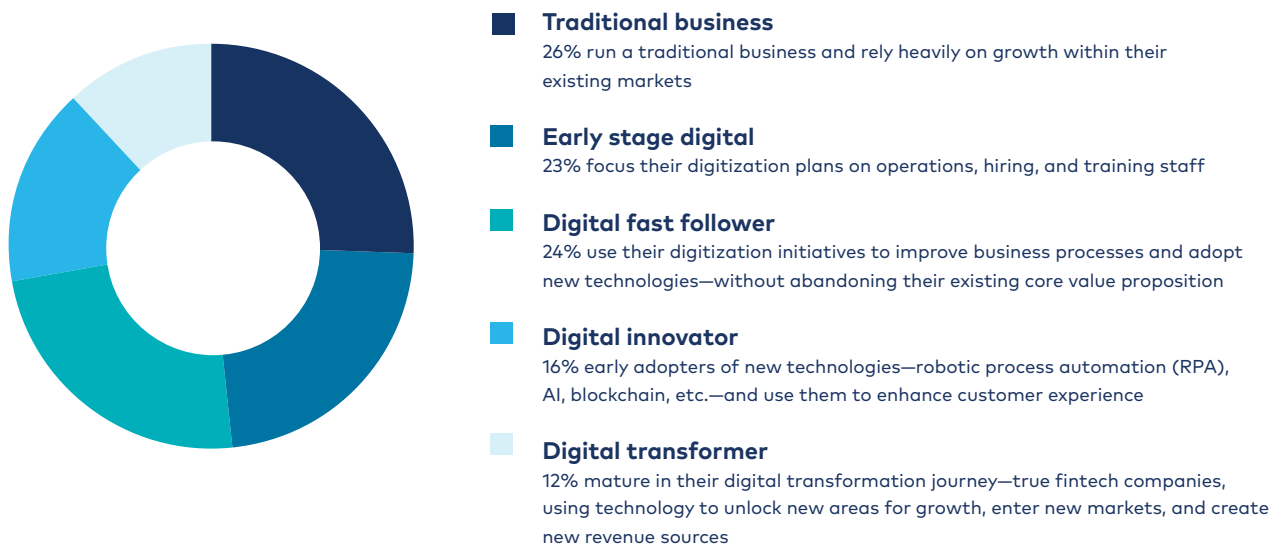 Traditional business
26% run a traditional business and rely heavily on growth within their
existing markets
Early stage digital
23% focus their digitization plans on operations, hiring, and training staff
Digital fast follower
24% use their digitization initiatives to improve business processes and adopt
new technologies—without abandoning their existing core value proposition
Digital innovator
16% early adopters of new technologies—robotic process automation (RPA),
AI, blockchain, etc.—and use them to enhance customer experience
Digital transformer
12% mature in their digital transformation journey—true fintech companies,
using technology to unlock new areas for growth, enter new markets, and create
new revenue sources